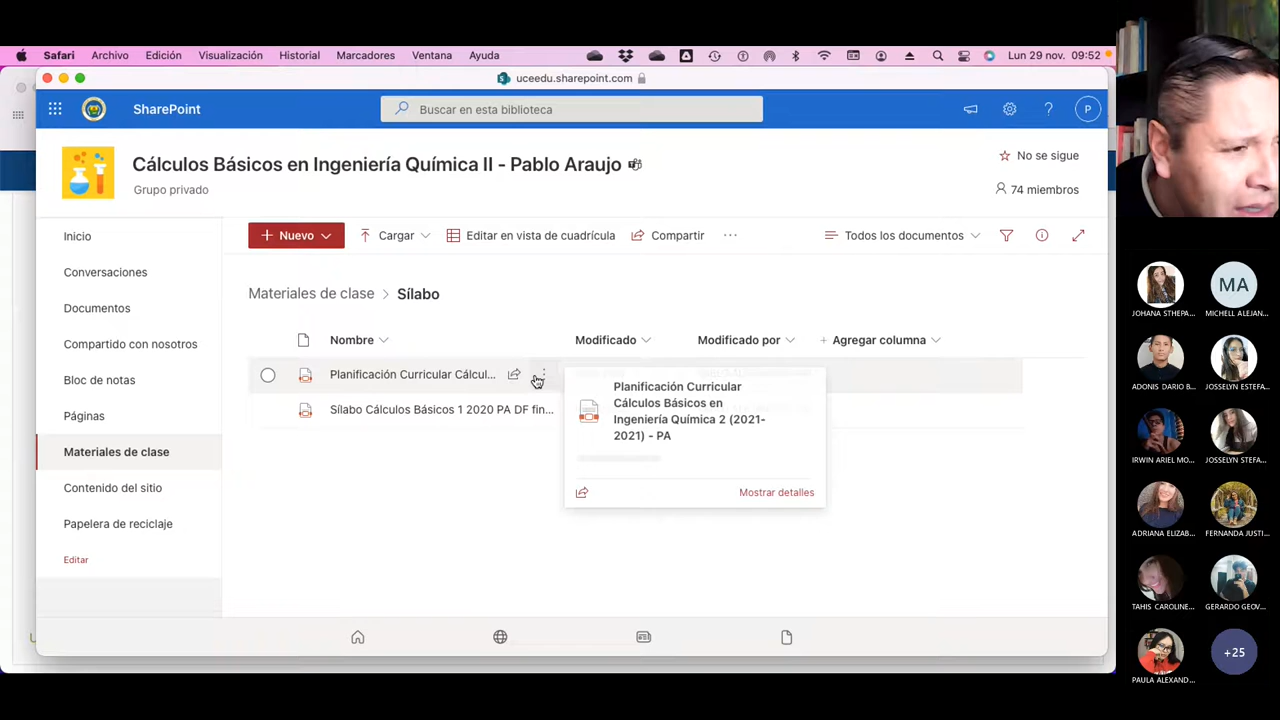 Safari Archivo Edición Visualización Historial Marcadores Ventana Ayuda Lun 29 nov. 09:52
uceedu.sharepoint.com
SharePoint
Buscar en esta biblioteca
? P
Cálculos Básicos en Ingeniería Química II - Pablo Araujo
No se sigue
Grupo privado
74 miembros
Inicio
Conversaciones
Documentos
Compartido con nosotros
Bloc de notas
Páginas
Materiales de clase
Contenido del sitio
Papelera de reciclaje
Editar
+ Nuevo Cargar Editar en vista de cuadrícula Compartir ... Todos los documentos
Materiales de clase > Sílabo
Nombre Modificado Modificado por + Agregar columna
Planificación Curricular Cálcul...
Sílabo Cálculos Básicos 1 2020 PA DF fin...
Planificación Curricular
Cálculos Básicos en
Ingeniería Química 2 (2021-
2021) - PA
Mostrar detalles
MA
JOHANA STHEPA... MICHELL ALEJAN...
ADONIS DARIO B... JOSSELYN ESTEFA...
IRWIN ARIEL MO... JOSSELYN STEFA...
ADRIANA ELIZAB... FERNANDA JUSTI...
TAHIS CAROLINE... GERARDO GEOV...
+25
PAULA ALEXAND...